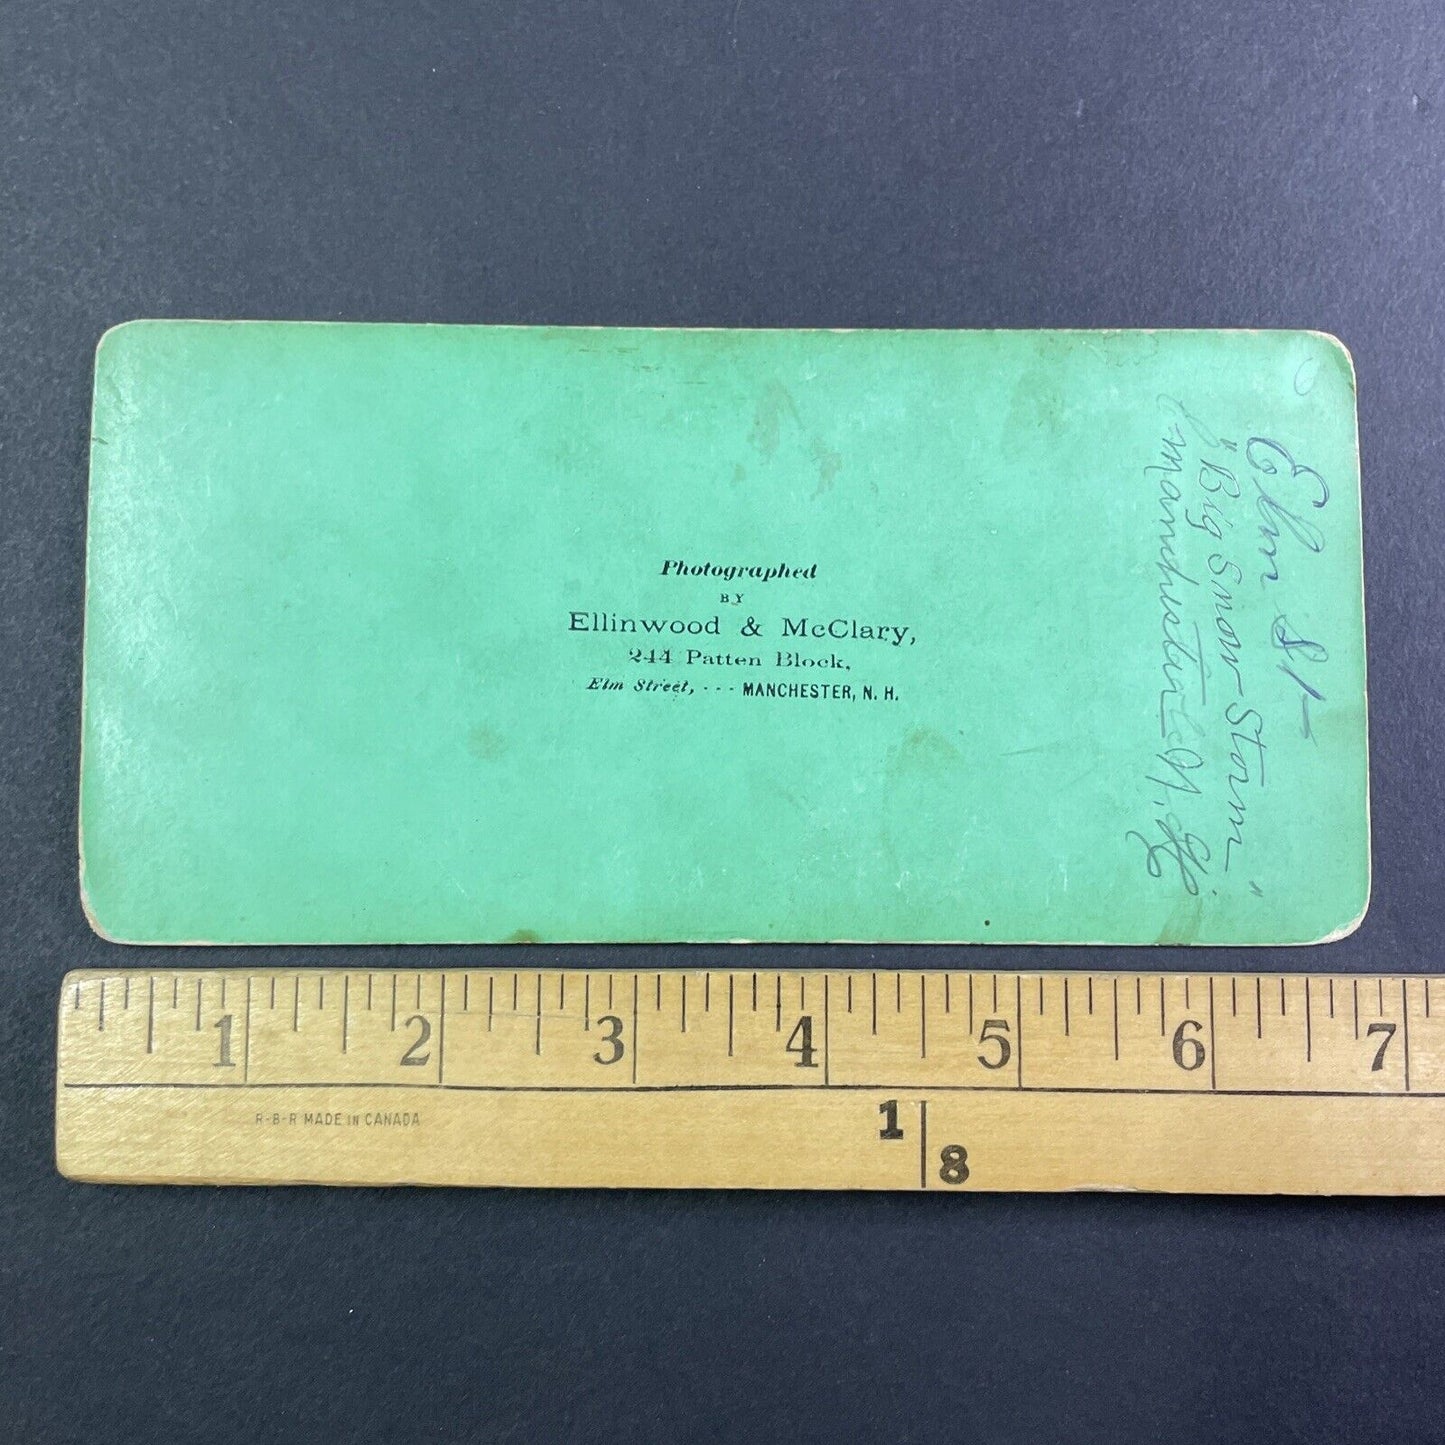 Photographed
BY
Ellinwood & McClary,
244 Patten Block,
Elm Street, - - - MANCHESTER, N. H.
Elm St
"Big Snow Storm"
Manchester N. H.
1 2 3 4 5 6 7
R-B-R MADE IN CANADA
1
8